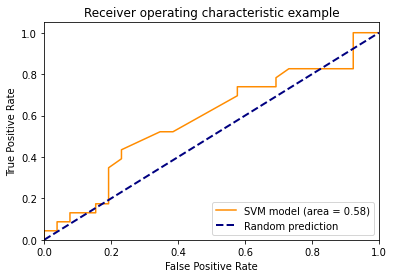 Receiver operating characteristic example
1.0
0.8
0.6
0.4
0.2
0.0
True Positive Rate
SVM model (area = 0.58)
Random prediction
0.0 0.2 0.4 0.6 0.8 1.0
False Positive Rate